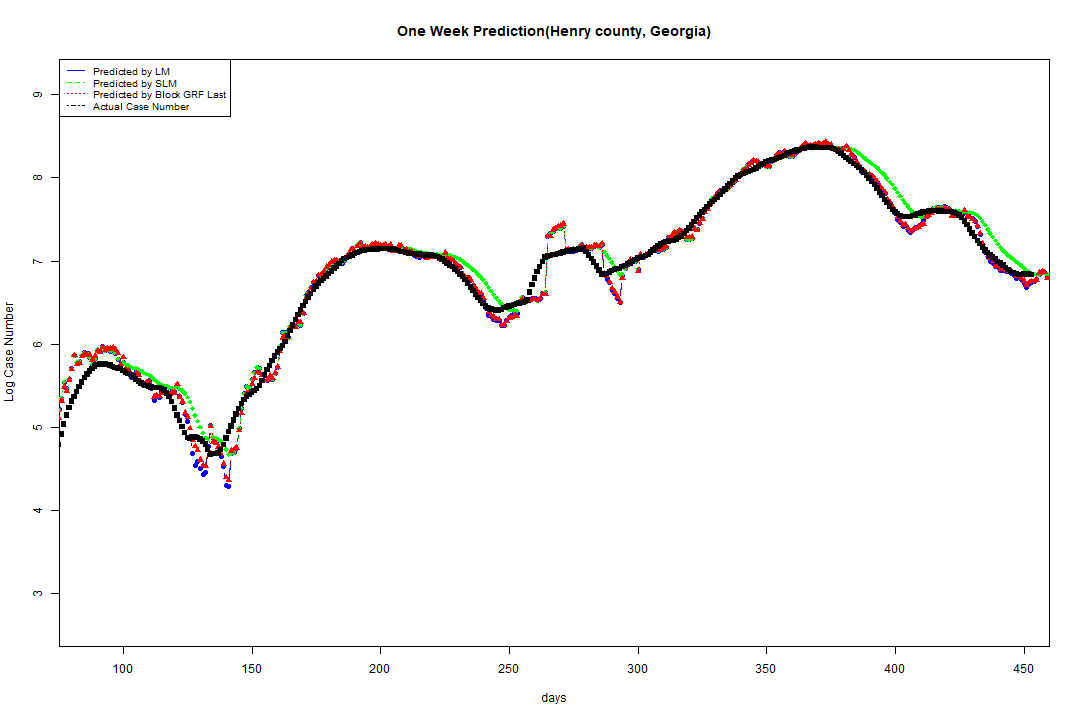 One Week Prediction(Henry county, Georgia)
Predicted by LM
Predicted by SLM
Predicted by Block GRF Last
Actual Case Number
9
8
7
6
5
4
3
Log Case Number
100 150 200 250 300 350 400 450
days